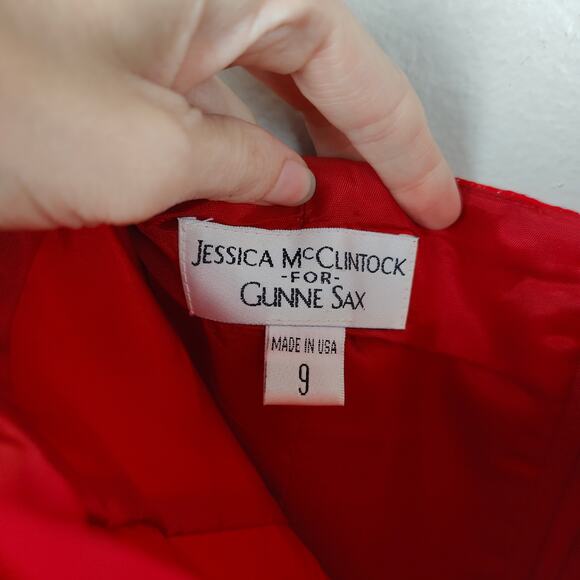 JESSICA MCCLINTOCK
-FOR-
GUNNE SAX
MADE IN USA
9